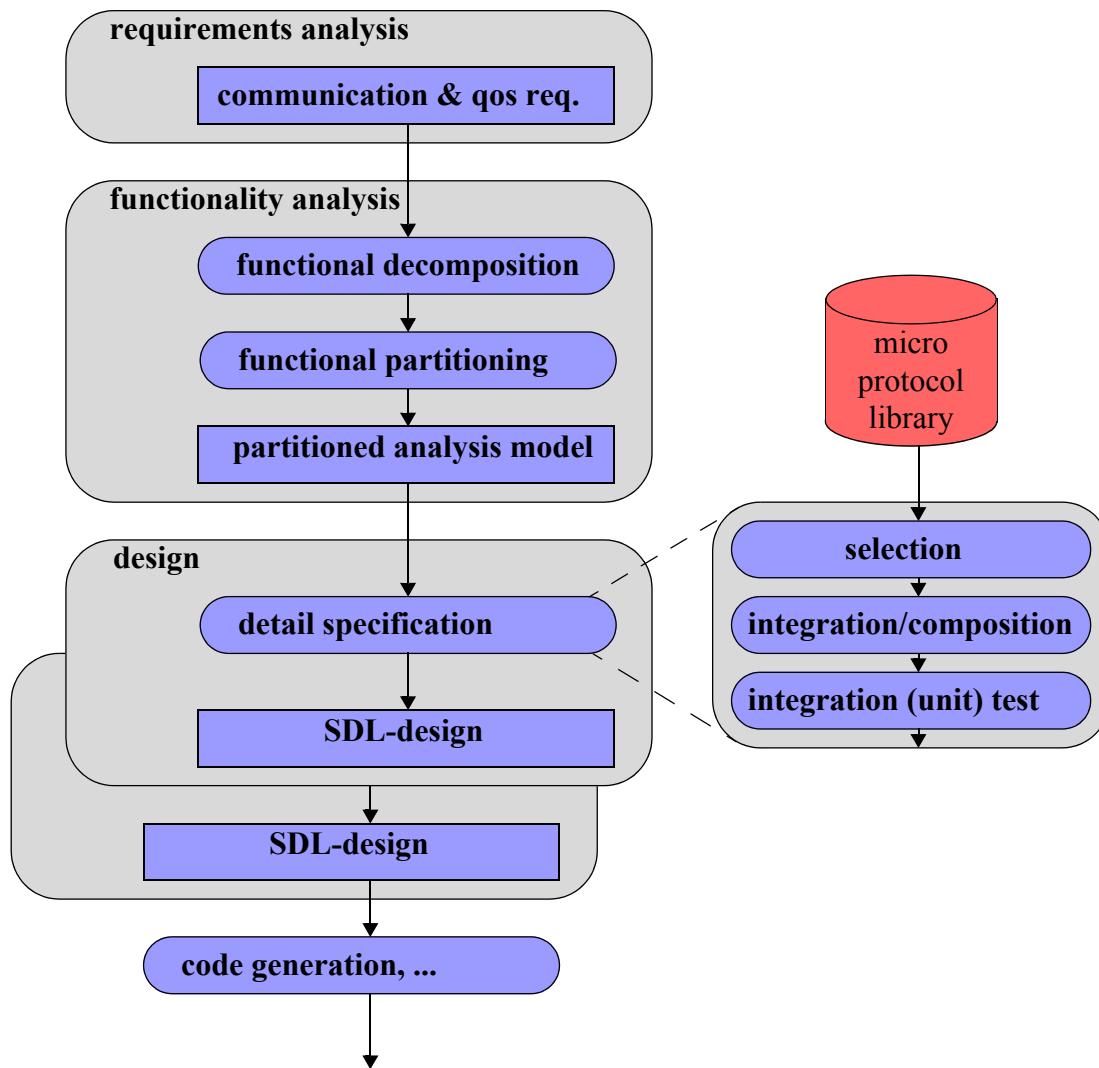 requirements analysis
communication & qos req.
functionality analysis
functional decomposition
functional partitioning
partitioned analysis model
design
detail specification
SDL-design
SDL-design
code generation, ...
micro
protocol
library
selection
integration/composition
integration (unit) test